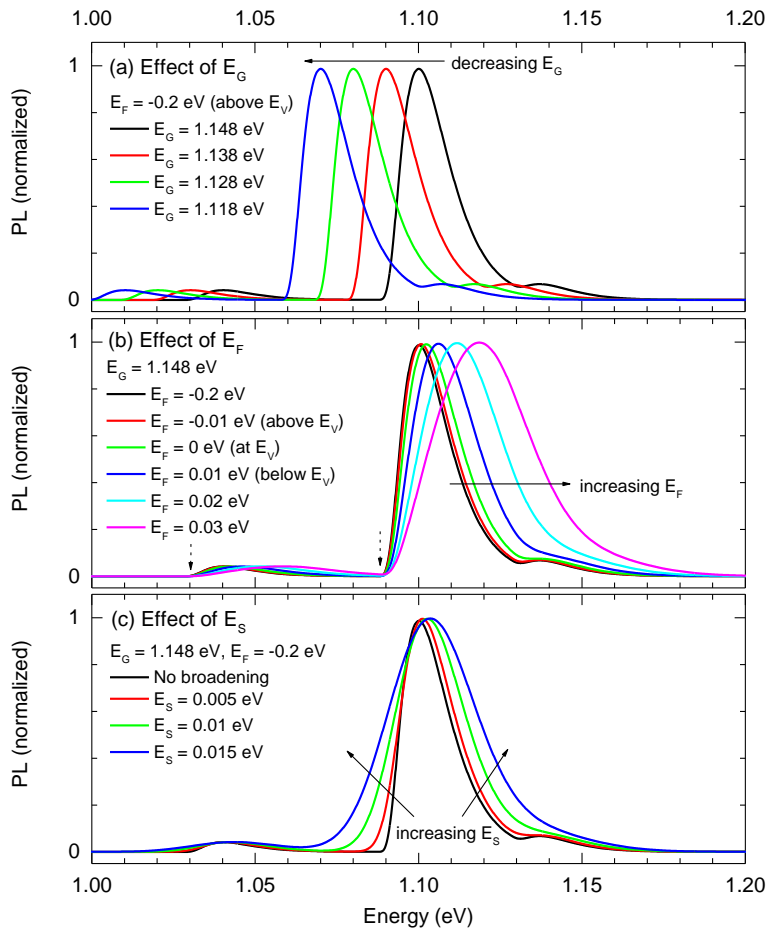 1.00 1.05 1.10 1.15 1.20
1
(a) Effect of E_G
decreasing E_G
E_F = -0.2 eV (above E_V)
E_G = 1.148 eV
E_G = 1.138 eV
E_G = 1.128 eV
E_G = 1.118 eV
PL (normalized)
0
1
(b) Effect of E_F
E_G = 1.148 eV
E_F = -0.2 eV
E_F = -0.01 eV (above E_V)
E_F = 0 eV (at E_V)
E_F = 0.01 eV (below E_V)
E_F = 0.02 eV
E_F = 0.03 eV
increasing E_F
PL (normalized)
0
1
(c) Effect of E_S
E_G = 1.148 eV, E_F = -0.2 eV
No broadening
E_S = 0.005 eV
E_S = 0.01 eV
E_S = 0.015 eV
increasing E_S
PL (normalized)
0
1.00 1.05 1.10 1.15 1.20
Energy (eV)